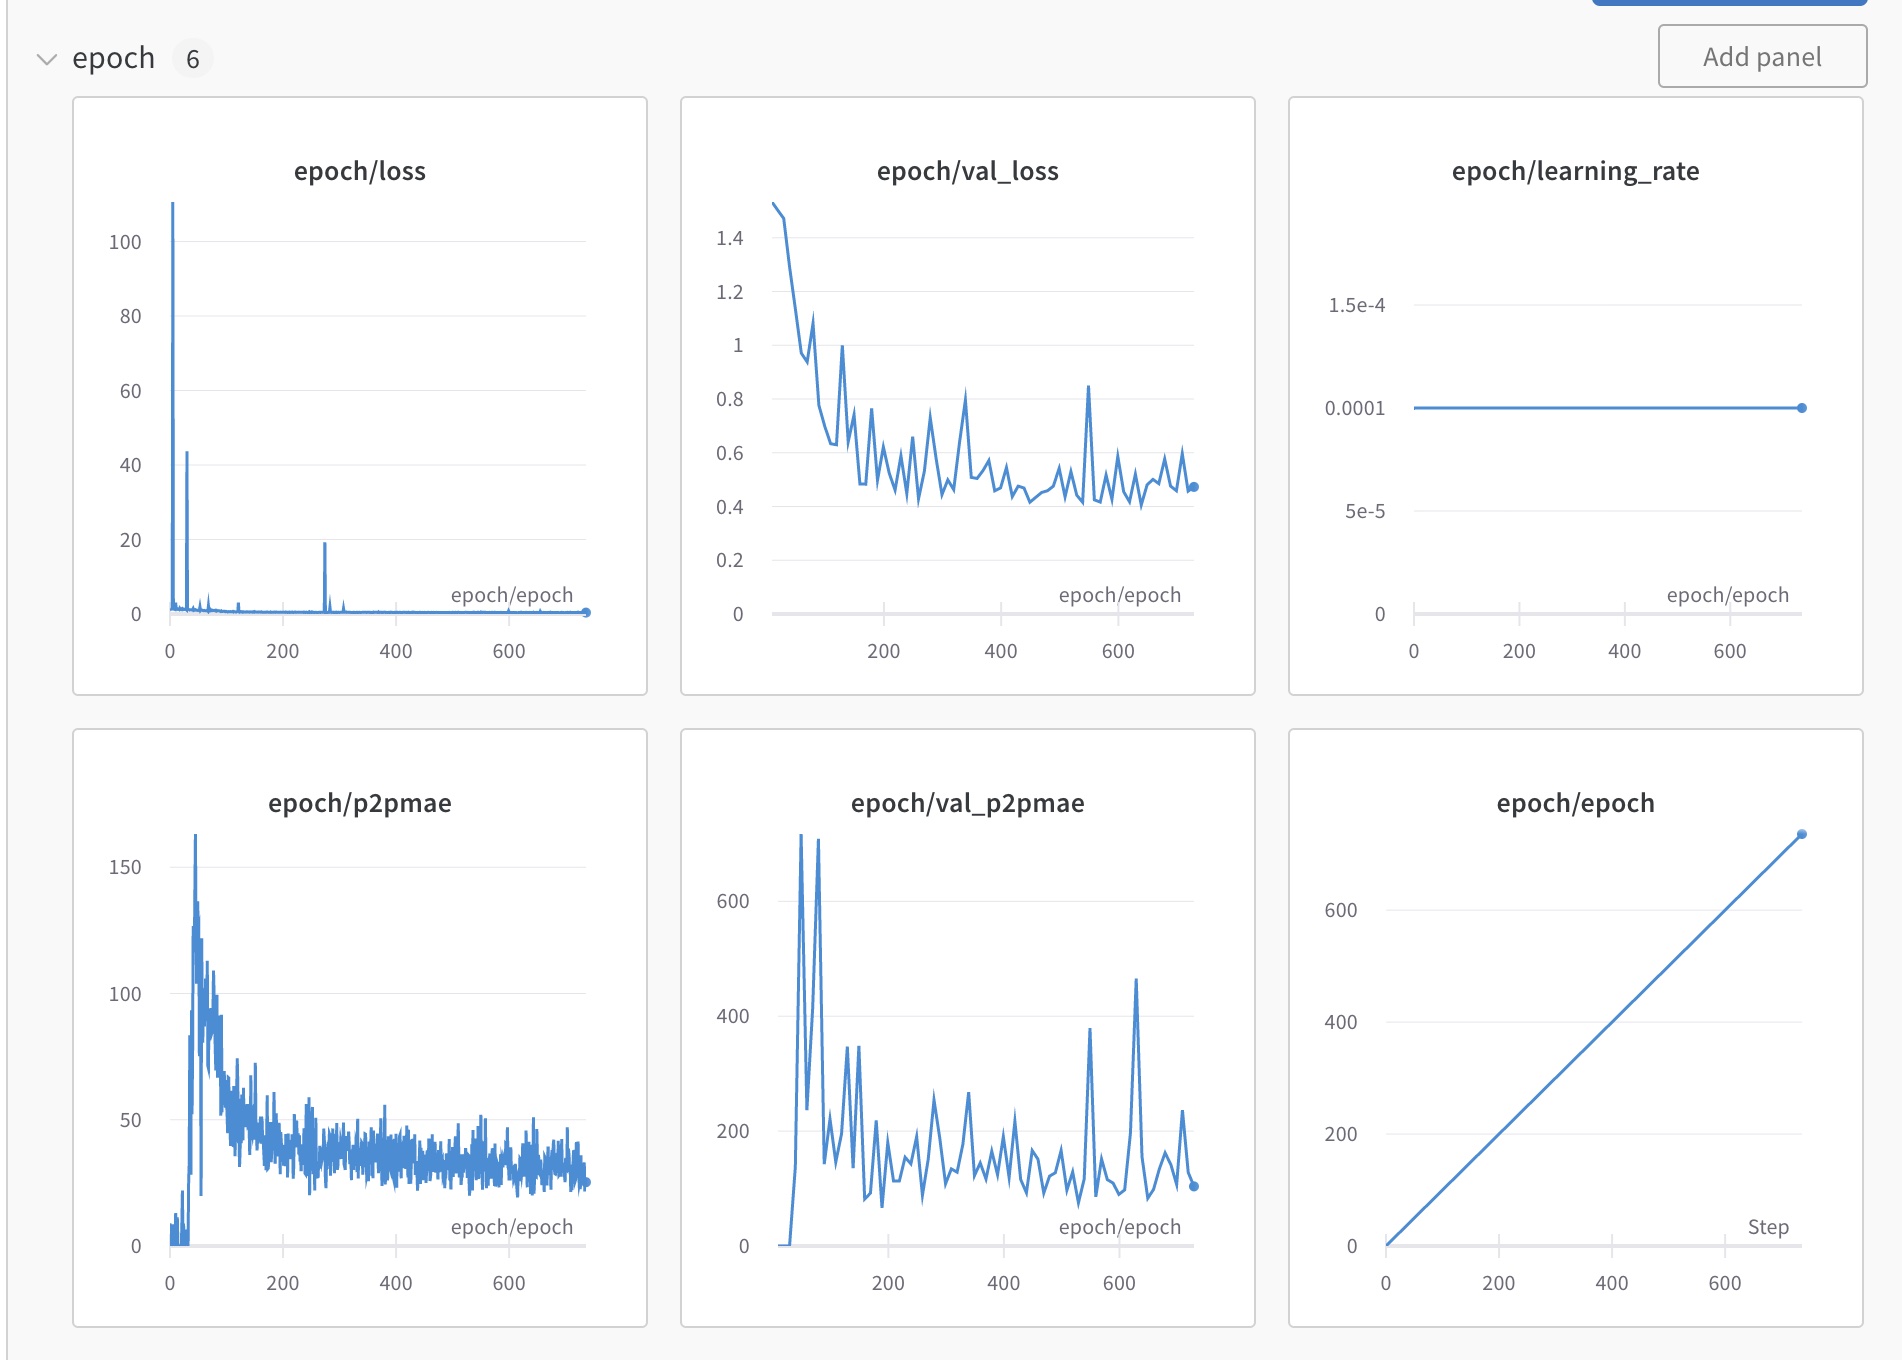 epoch 6
Add panel
epoch/loss
100
80
60
40
20
0
epoch/epoch
0 200 400 600
epoch/val_loss
1.4
1.2
1
0.8
0.6
0.4
0.2
0
epoch/epoch
200 400 600
epoch/learning_rate
1.5e-4
0.0001
5e-5
0
epoch/epoch
0 200 400 600
epoch/p2pmae
150
100
50
0
epoch/epoch
0 200 400 600
epoch/val_p2pmae
600
400
200
0
epoch/epoch
200 400 600
epoch/epoch
600
400
200
0
Step
0 200 400 600